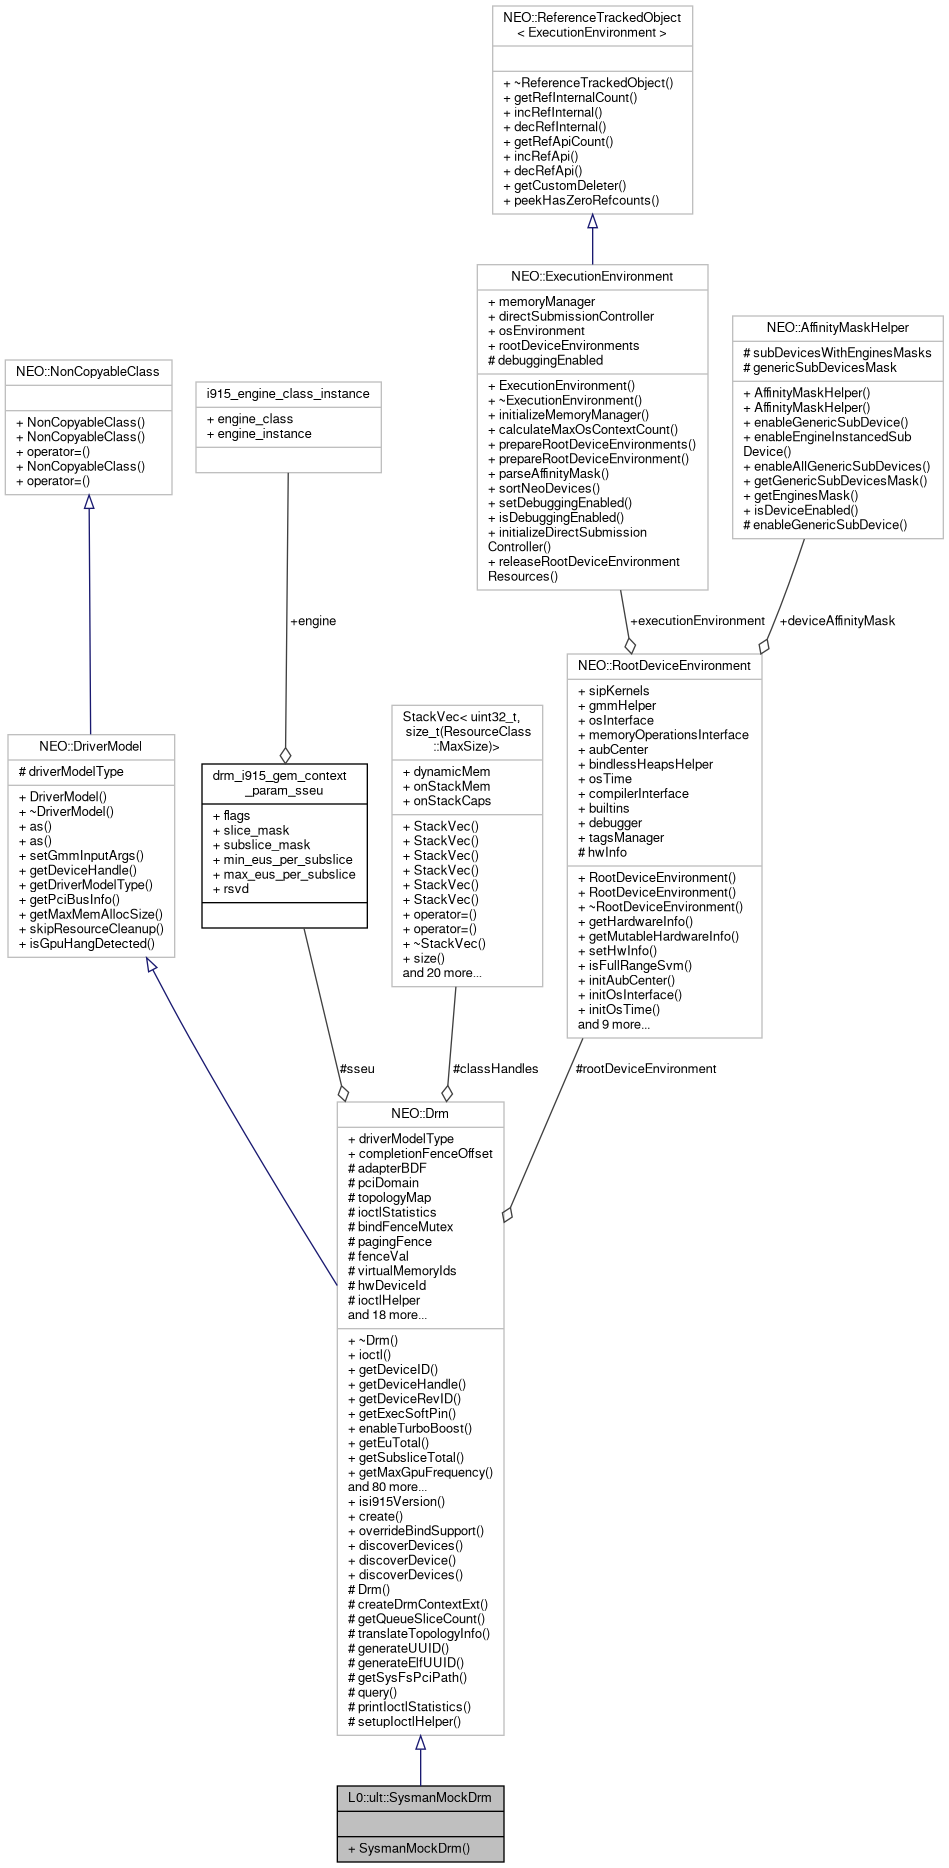 NEO::ReferenceTrackedObject
< ExecutionEnvironment >
+ ~ReferenceTrackedObject()
+ getRefInternalCount()
+ incRefInternal()
+ decRefInternal()
+ getRefApiCount()
+ incRefApi()
+ decRefApi()
+ getCustomDeleter()
+ peekHasZeroRefcounts()
NEO::ExecutionEnvironment
+ memoryManager
+ directSubmissionController
+ osEnvironment
+ rootDeviceEnvironments
# debuggingEnabled
+ ExecutionEnvironment()
+ ~ExecutionEnvironment()
+ initializeMemoryManager()
+ calculateMaxOsContextCount()
+ prepareRootDeviceEnvironments()
+ prepareRootDeviceEnvironment()
+ parseAffinityMask()
+ sortNeoDevices()
+ setDebuggingEnabled()
+ isDebuggingEnabled()
+ initializeDirectSubmission
Controller()
+ releaseRootDeviceEnvironment
Resources()
NEO::AffinityMaskHelper
# subDevicesWithEnginesMasks
# genericSubDevicesMask
+ AffinityMaskHelper()
+ AffinityMaskHelper()
+ enableGenericSubDevice()
+ enableEngineInstancedSub
Device()
+ enableAllGenericSubDevices()
+ getGenericSubDevicesMask()
+ getEnginesMask()
+ isDeviceEnabled()
# enableGenericSubDevice()
NEO::NonCopyableClass
+ NonCopyableClass()
+ NonCopyableClass()
+ operator=()
+ NonCopyableClass()
+ operator=()
i915_engine_class_instance
+ engine_class
+ engine_instance
+engine
+executionEnvironment
+deviceAffinityMask
NEO::DriverModel
# driverModelType
+ DriverModel()
+ ~DriverModel()
+ as()
+ as()
+ setGmmInputArgs()
+ getDeviceHandle()
+ getDriverModelType()
+ getPciBusInfo()
+ getMaxMemAllocSize()
+ skipResourceCleanup()
+ isGpuHangDetected()
drm_i915_gem_context
_param_sseu
+ flags
+ slice_mask
+ subslice_mask
+ min_eus_per_subslice
+ max_eus_per_subslice
+ rsvd
StackVec< uint32_t,
size_t(ResourceClass
::MaxSize)>
+ dynamicMem
+ onStackMem
+ onStackCaps
+ StackVec()
+ StackVec()
+ StackVec()
+ StackVec()
+ StackVec()
+ StackVec()
+ operator=()
+ operator=()
+ ~StackVec()
+ size()
and 20 more...
NEO::RootDeviceEnvironment
+ sipKernels
+ gmmHelper
+ osInterface
+ memoryOperationsInterface
+ aubCenter
+ bindlessHeapsHelper
+ osTime
+ compilerInterface
+ builtins
+ debugger
+ tagsManager
# hwInfo
+ RootDeviceEnvironment()
+ RootDeviceEnvironment()
+ ~RootDeviceEnvironment()
+ getHardwareInfo()
+ getMutableHardwareInfo()
+ setHwInfo()
+ isFullRangeSvm()
+ initAubCenter()
+ initOsInterface()
+ initOsTime()
and 9 more...
#sseu
#classHandles
#rootDeviceEnvironment
NEO::Drm
+ driverModelType
+ completionFenceOffset
# adapterBDF
# pciDomain
# topologyMap
# ioctlStatistics
# bindFenceMutex
# pagingFence
# fenceVal
# virtualMemoryIds
# hwDeviceId
# ioctlHelper
and 18 more...
+ ~Drm()
+ ioctl()
+ getDeviceID()
+ getDeviceHandle()
+ getDeviceRevID()
+ getExecSoftPin()
+ enableTurboBoost()
+ getEuTotal()
+ getSubsliceTotal()
+ getMaxGpuFrequency()
and 80 more...
+ isi915Version()
+ create()
+ overrideBindSupport()
+ discoverDevices()
+ discoverDevice()
+ discoverDevices()
# Drm()
# createDrmContextExt()
# getQueueSliceCount()
# translateTopologyInfo()
# generateUUID()
# generateElfUUID()
# getSysFsPciPath()
# query()
# printIoctlStatistics()
# setupIoctlHelper()
L0::ult::SysmanMockDrm
+ SysmanMockDrm()